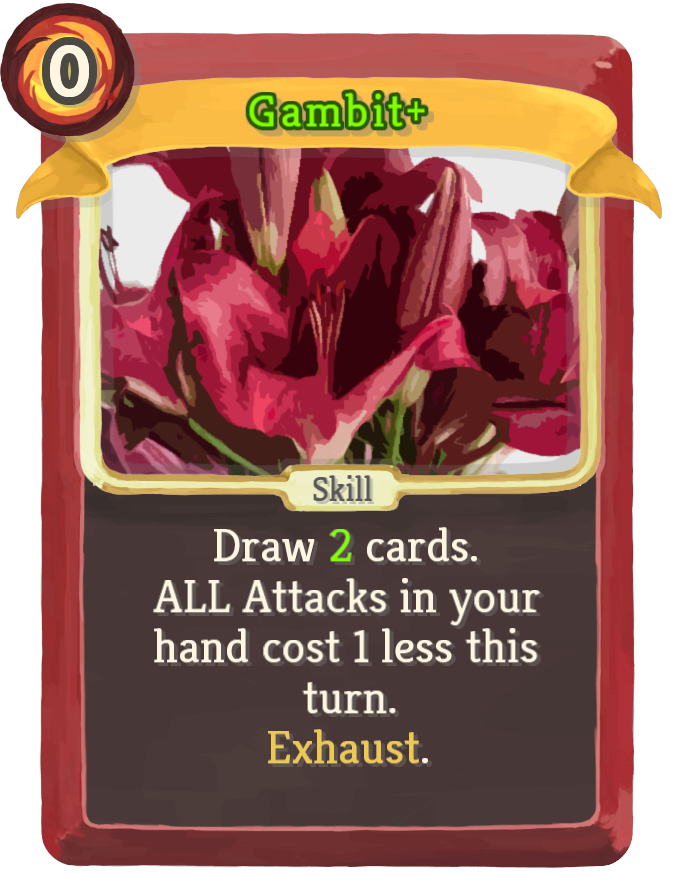 0
Gambit+
Skill
Draw 2 cards.
ALL Attacks in your
hand cost 1 less this
turn.
Exhaust.